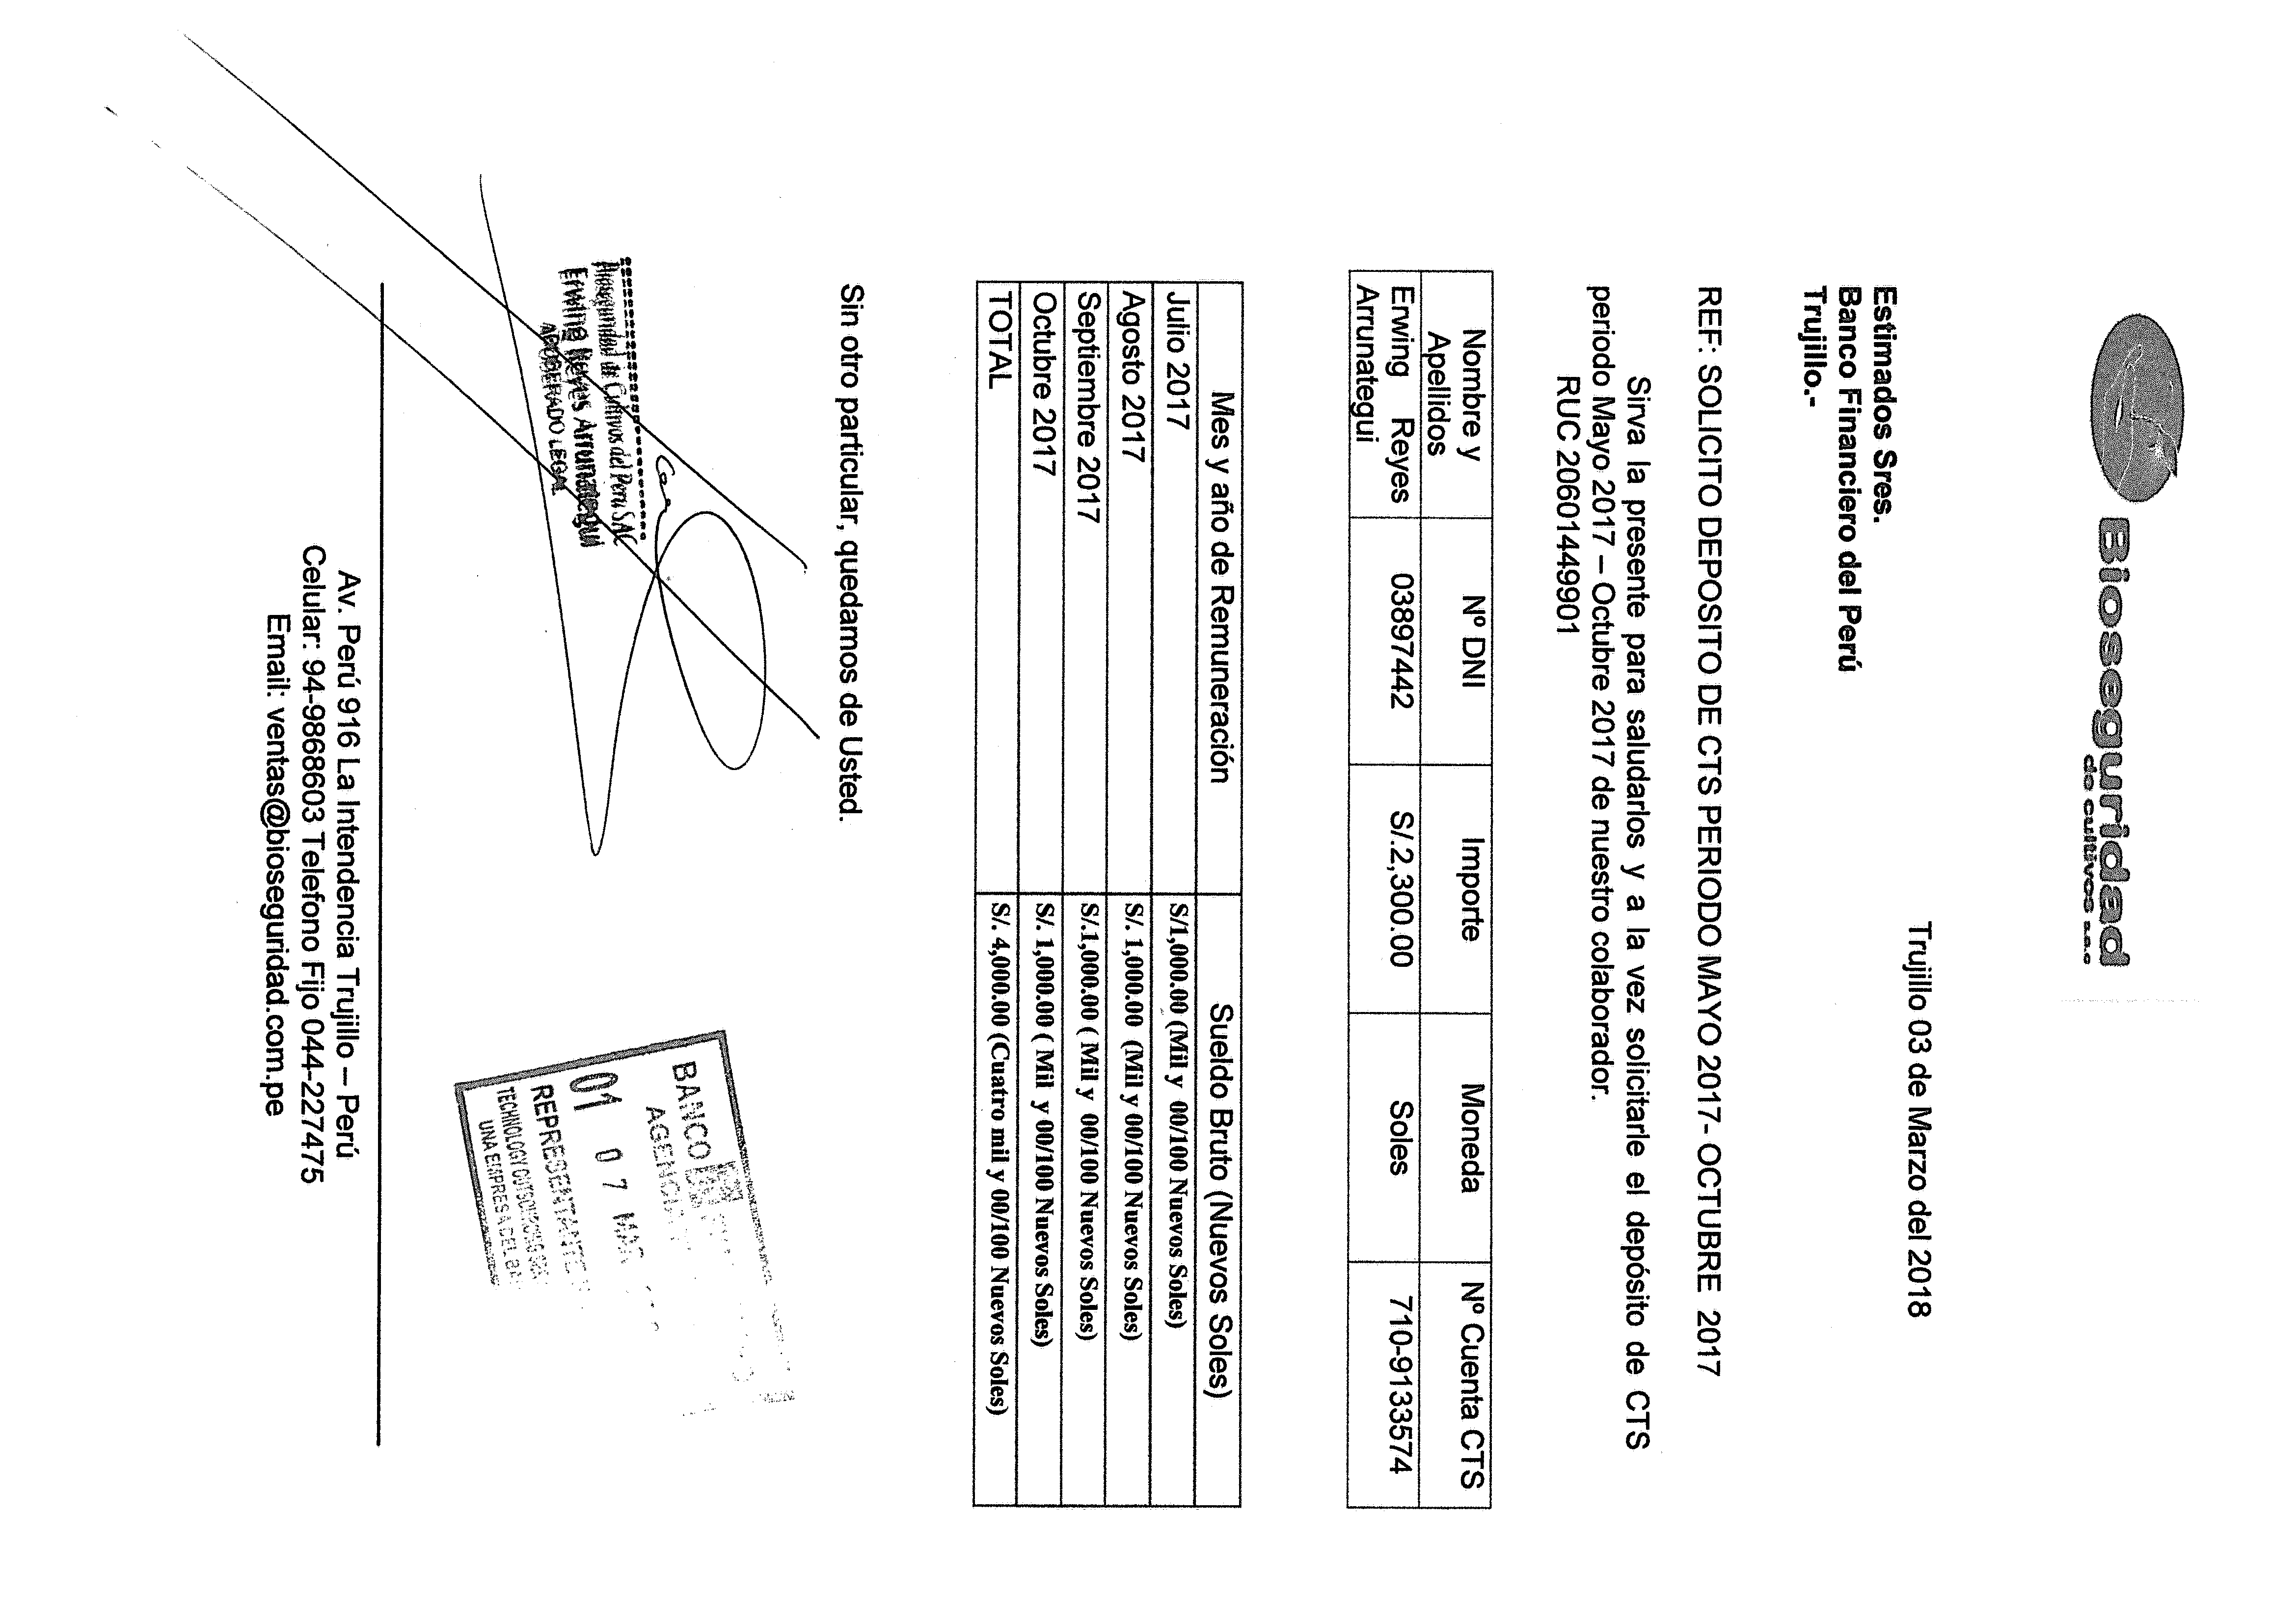 Bioseguridad
de cultivos s.a.c
Trujillo 03 de Marzo del 2018
Estimados Sres.
Banco Financiero del Perú
Trujillo.-
REF: SOLICITO DEPOSITO DE CTS PERIODO MAYO 2017- OCTUBRE 2017
Sirva la presente para saludarlos y a la vez solicitarle el depósito de CTS
periodo Mayo 2017 – Octubre 2017 de nuestro colaborador.
RUC 20601449901
Nombre y Apellidos Nº DNI Importe Moneda Nº Cuenta CTS
Erwing Reyes Arrunategui 03897442 S/.2,300.00 Soles 710-9133574
Mes y año de Remuneración Sueldo Bruto (Nuevos Soles)
Julio 2017 S/1,000.00 (Mil y 00/100 Nuevos Soles)
Agosto 2017 S/. 1,000.00 (Mil y 00/100 Nuevos Soles)
Septiembre 2017 S/.1,000.00 ( Mil y 00/100 Nuevos Soles)
Octubre 2017 S/. 1,000.00 ( Mil y 00/100 Nuevos Soles)
TOTAL S/. 4,000.00 (Cuatro mil y 00/100 Nuevos Soles)
Sin otro particular, quedamos de Usted.
Bioseguridad de Cultivos del Perú SAC
Erwing Reyes Arrunategui
APODERADO LEGAL
BANCO
01 07 MAR
REPRESENTANTE
TECHNOLOGY OUTSOURCING
UNA EMPRESA DEL
Av. Perú 916 La Intendencia Trujillo – Perú
Celular: 94-9868603 Telefono Fijo 044-227475
Email: ventas@bioseguridad.com.pe